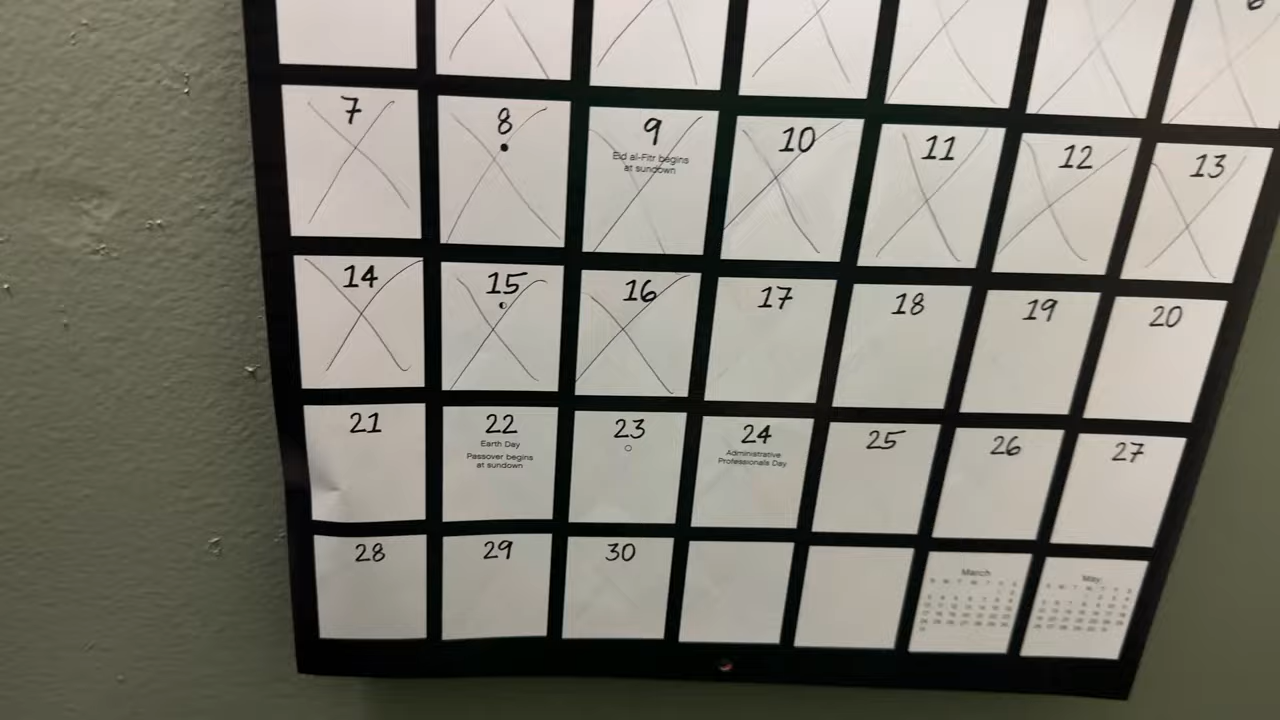 6
7 8 9 10 11 12 13
Eid al-Fitr begins
at sundown
14 15 16 17 18 19 20
21 22 23 24 25 26 27
Earth Day
Passover begins
at sundown
Administrative
Professionals Day
28 29 30
March
May